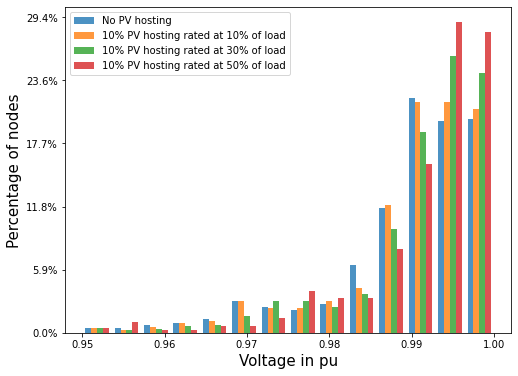 No PV hosting
10% PV hosting rated at 10% of load
10% PV hosting rated at 30% of load
10% PV hosting rated at 50% of load
29.4%
23.6%
17.7%
11.8%
5.9%
0.0%
Percentage of nodes
0.95
0.96
0.97
0.98
0.99
1.00
Voltage in pu